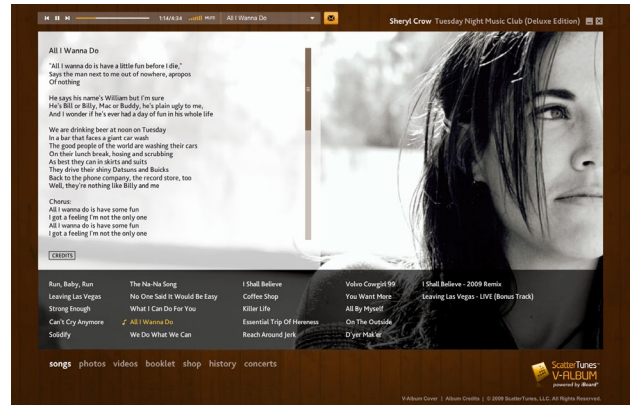 1:14/4:34 MUTE All I Wanna Do
Sheryl Crow Tuesday Night Music Club (Deluxe Edition)
All I Wanna Do
"All I wanna do is have a little fun before I die,"
Says the man next to me out of nowhere, apropos
Of nothing
He says his name's William but I'm sure
He's Bill or Billy, Mac or Buddy, he's plain ugly to me,
And I wonder if he's ever had a day of fun in his whole life
We are drinking beer at noon on Tuesday
In a bar that faces a giant car wash
The good people of the world are washing their cars
On their lunch break, hosing and scrubbing
As best they can in skirts and suits
They drive their shiny Datsuns and Buicks
Back to the phone company, the record store, too
Well, they're nothing like Billy and me
Chorus:
All I wanna do is have some fun
I got a feeling I'm not the only one
All I wanna do is have some fun
I got a feeling I'm not the only one
CREDITS
Run, Baby, Run The Na-Na Song I Shall Believe Volvo Cowgirl 99 I Shall Believe - 2009 Remix
Leaving Las Vegas No One Said It Would Be Easy Coffee Shop You Want More Leaving Las Vegas - LIVE (Bonus Track)
Strong Enough What I Can Do For You Killer Life All By Myself
Can't Cry Anymore All I Wanna Do Essential Trip Of Hereness On The Outside
Solidify We Do What We Can Reach Around Jerk D'yer Mak'er
songs photos videos booklet shop history concerts
ScatterTunes™
V-ALBUM
powered by iBoard®
V-Album Cover | Album Credits | © 2009 ScatterTunes, LLC. All Rights Reserved.